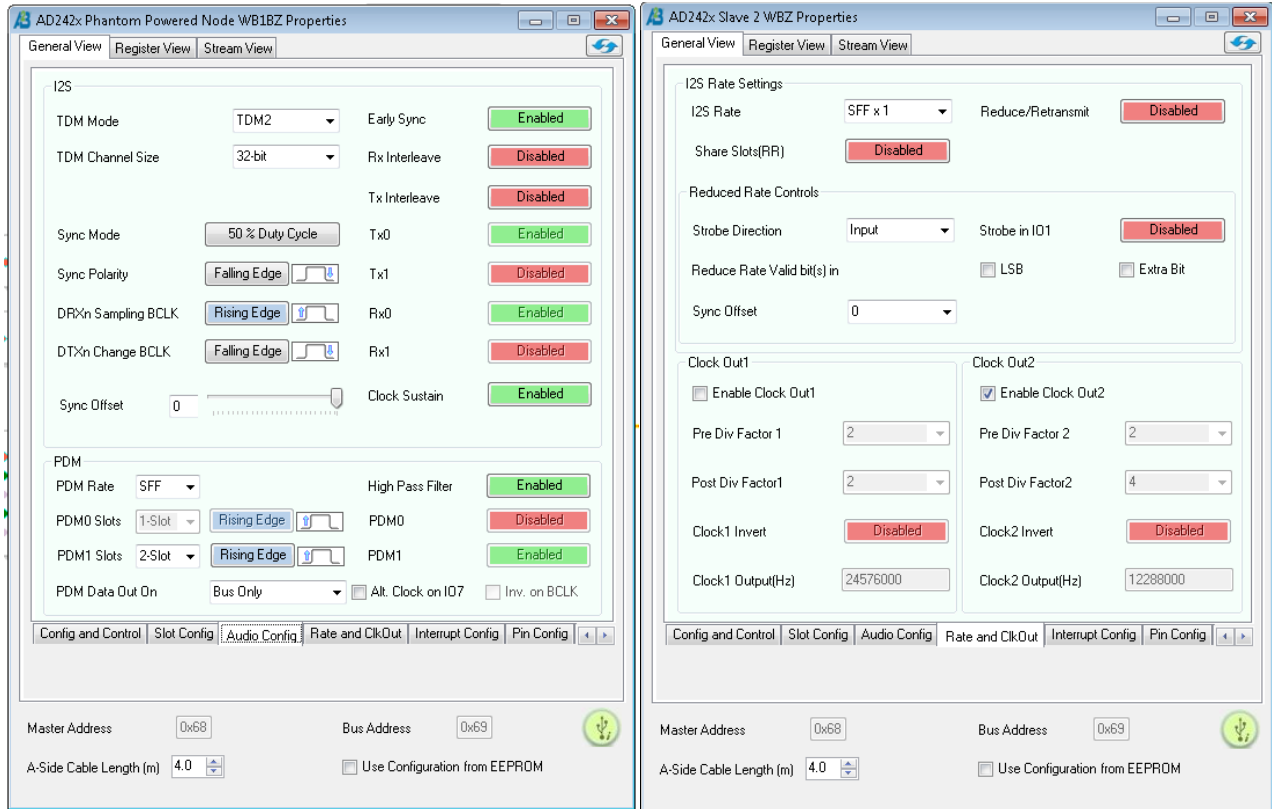 AD242x Phantom Powered Node WB1BZ Properties
General View Register View Stream View
I2S
TDM Mode TDM2 Early Sync Enabled
TDM Channel Size 32-bit Rx Interleave Disabled
Tx Interleave Disabled
Sync Mode 50 % Duty Cycle Tx0 Enabled
Sync Polarity Falling Edge Tx1 Disabled
DRXn Sampling BCLK Rising Edge Rx0 Enabled
DTXn Change BCLK Falling Edge Rx1 Disabled
Sync Offset 0 Clock Sustain Enabled
PDM
PDM Rate SFF High Pass Filter Enabled
PDM0 Slots 1-Slot Rising Edge PDM0 Disabled
PDM1 Slots 2-Slot Rising Edge PDM1 Enabled
PDM Data Out On Bus Only Alt. Clock on IO7 Inv. on BCLK
Config and Control Slot Config Audio Config Rate and ClkOut Interrupt Config Pin Config
Master Address 0x68 Bus Address 0x69
A-Side Cable Length (m) 4.0 Use Configuration from EEPROM
AD242x Slave 2 WBZ Properties
General View Register View Stream View
I2S Rate Settings
I2S Rate SFF x 1 Reduce/Retransmit Disabled
Share Slots(RR) Disabled
Reduced Rate Controls
Strobe Direction Input Strobe in IO1 Disabled
Reduce Rate Valid bit(s) in LSB Extra Bit
Sync Offset 0
Clock Out1 Clock Out2
Enable Clock Out1 Enable Clock Out2
Pre Div Factor 1 2 Pre Div Factor 2 2
Post Div Factor1 2 Post Div Factor2 4
Clock1 Invert Disabled Clock2 Invert Disabled
Clock1 Output(Hz) 24576000 Clock2 Output(Hz) 12288000
Config and Control Slot Config Audio Config Rate and ClkOut Interrupt Config Pin Config
Master Address 0x68 Bus Address 0x69
A-Side Cable Length (m) 4.0 Use Configuration from EEPROM